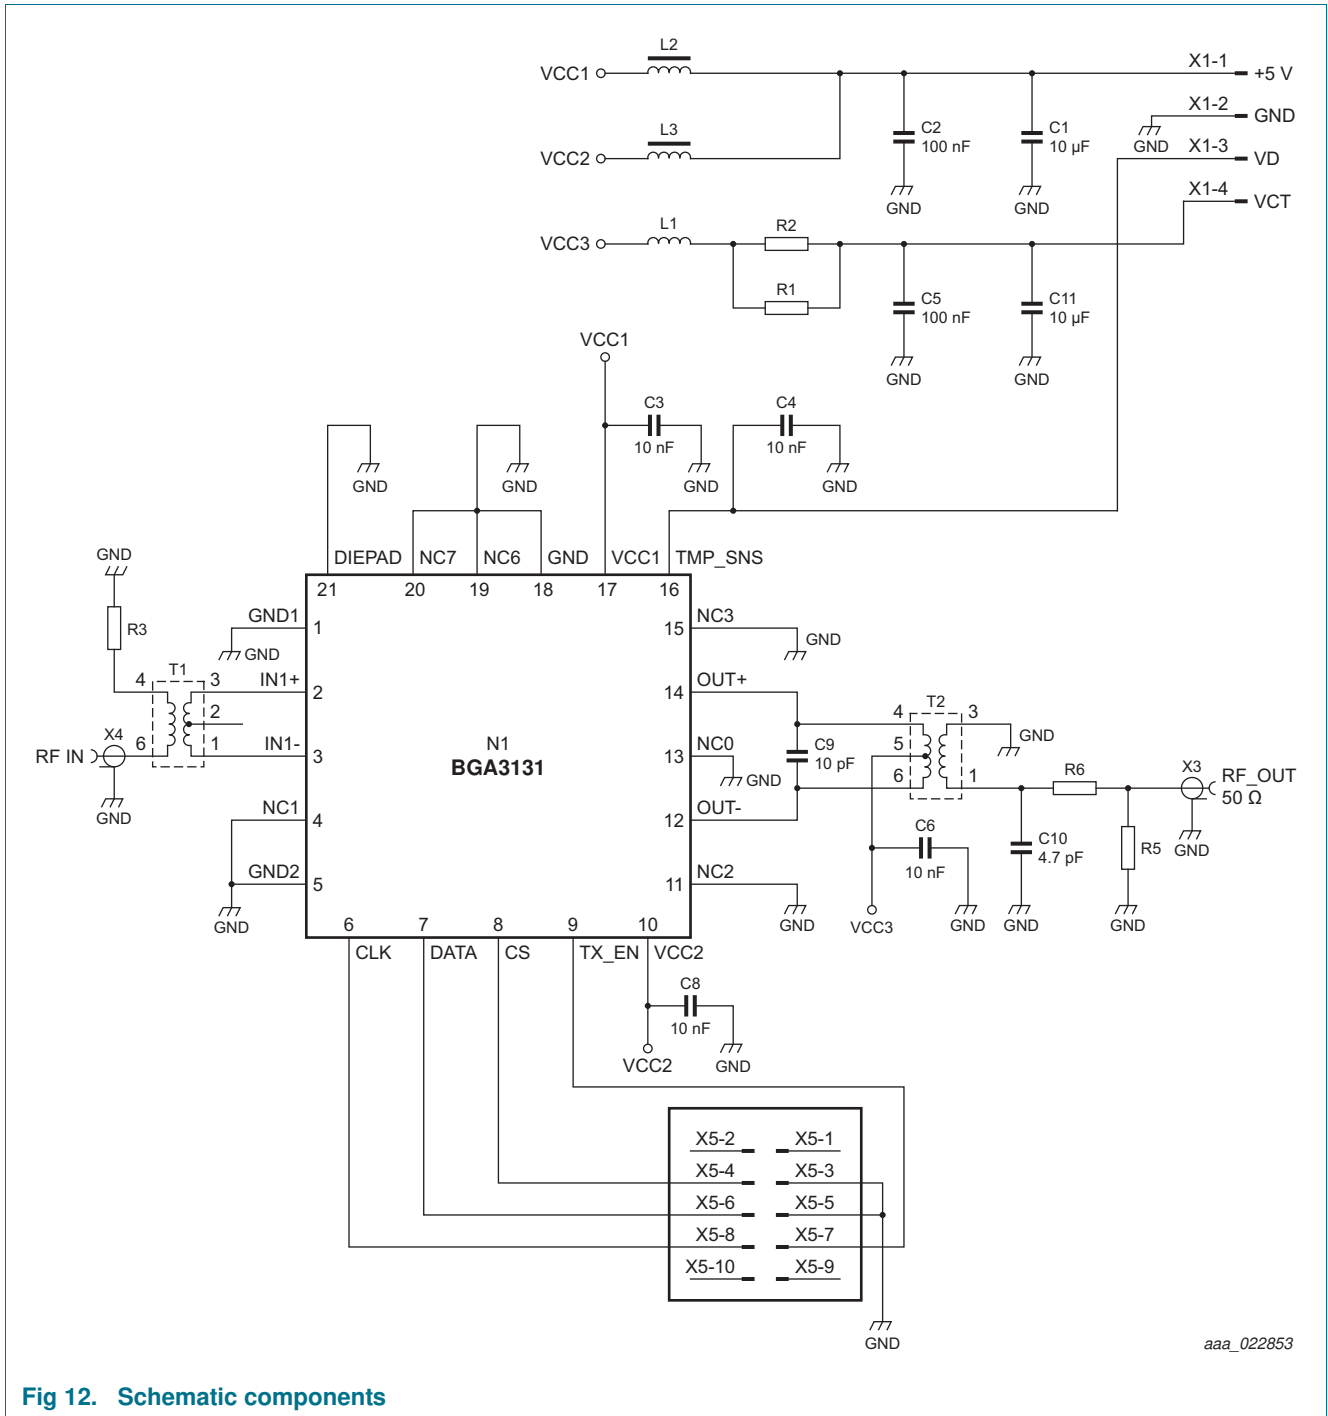 L2
VCC1
X1-1
+5 V
X1-2
GND
C2
100 nF
C1
10 µF
GND
X1-3
VD
L3
VCC2
X1-4
VCT
GND
GND
L1
R2
VCC3
R1
C5
100 nF
C11
10 µF
GND
GND
VCC1
C3
10 nF
C4
10 nF
GND
GND
GND
GND
DIEPAD
NC7
NC6
GND
VCC1
TMP_SNS
21
20
19
18
17
16
GND
R3
GND1
1
GND
15
NC3
GND
T1
4
3
2
6
1
IN1+
2
IN1-
3
X4
RF IN
GND
N1
BGA3131
14
OUT+
13
NC0
GND
12
OUT-
C9
10 pF
T2
4
5
6
3
1
GND
R6
X3
RF_OUT
50 Ω
GND
NC1
4
GND2
5
GND
11
NC2
GND
C6
10 nF
VCC3
GND
C10
4.7 pF
GND
R5
GND
6
7
8
9
10
CLK
DATA
CS
TX_EN
VCC2
C8
10 nF
VCC2
GND
X5-2
X5-1
X5-4
X5-3
X5-6
X5-5
X5-8
X5-7
X5-10
X5-9
GND
aaa_022853
Fig 12. Schematic components